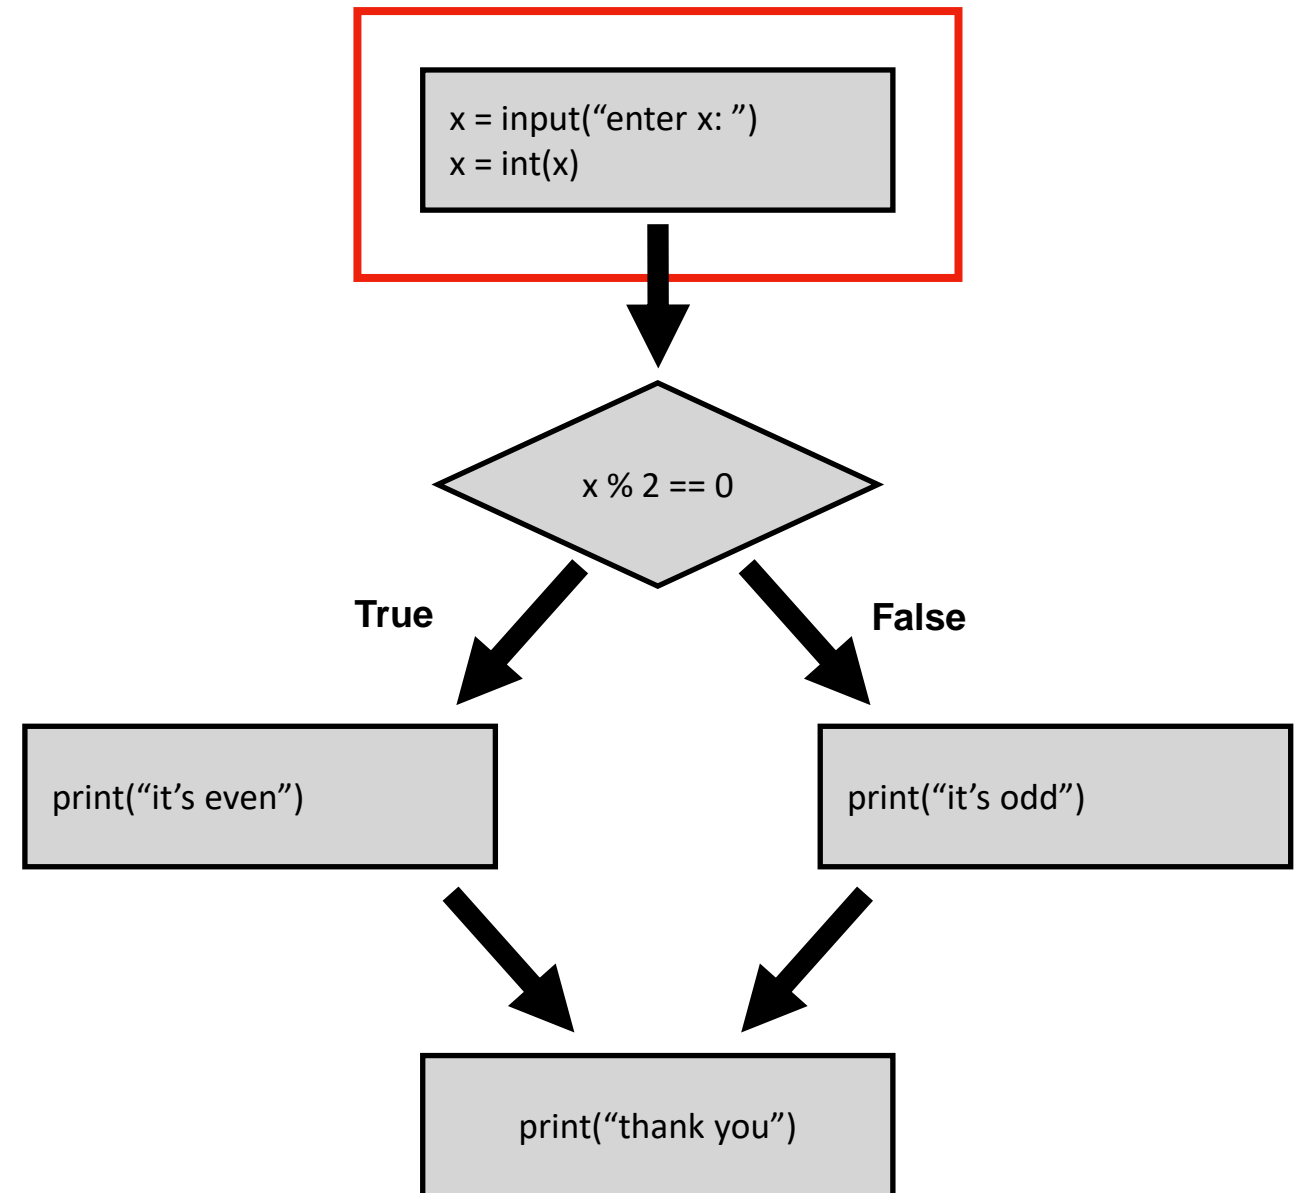 x = input(“enter x: ”)
x = int(x)
x % 2 == 0
True
False
print(“it’s even”)
print(“it’s odd”)
print(“thank you”)